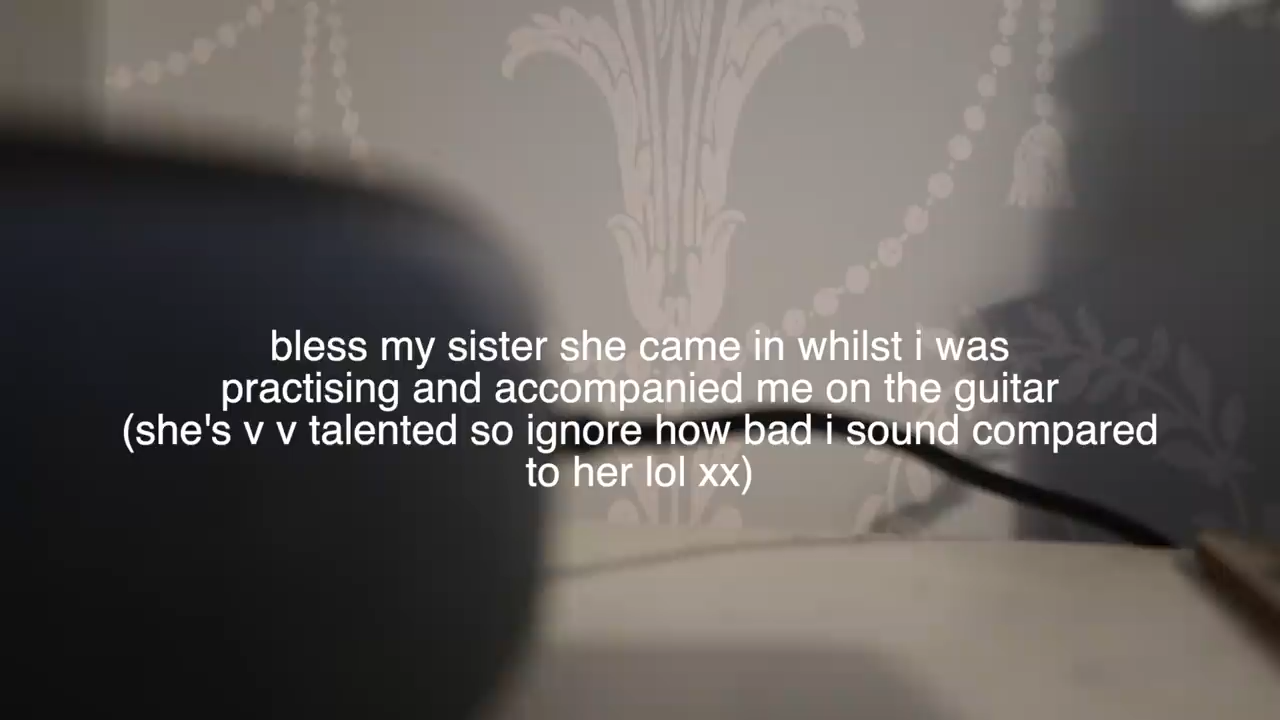 bless my sister she came in whilst i was
practising and accompanied me on the guitar
(she's v v talented so ignore how bad i sound compared
to her lol xx)